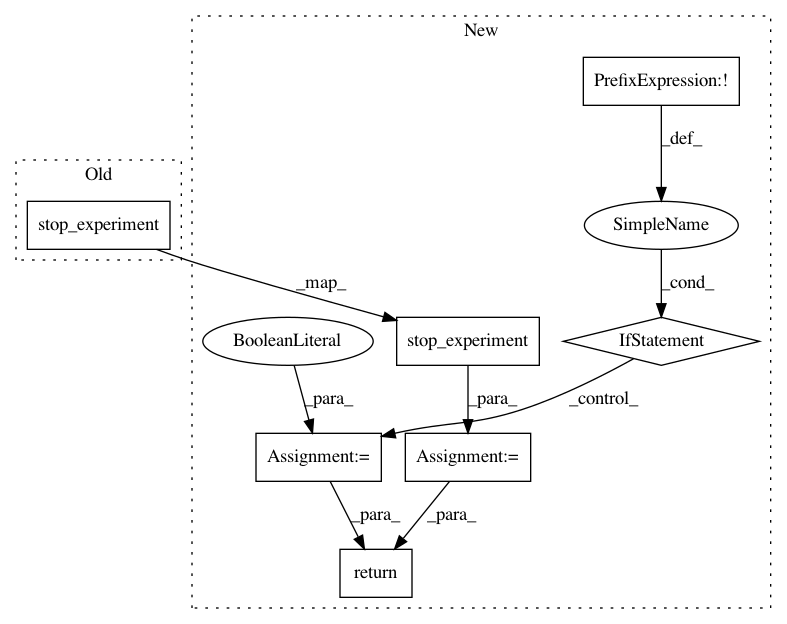 New
PrefixExpression:!
_def_
Old
stop_experiment
SimpleName
_map_
_cond_
BooleanLiteral
stop_experiment
IfStatement
_para_
_para_
_control_
Assignment:=
Assignment:=
_para_
_para_
return